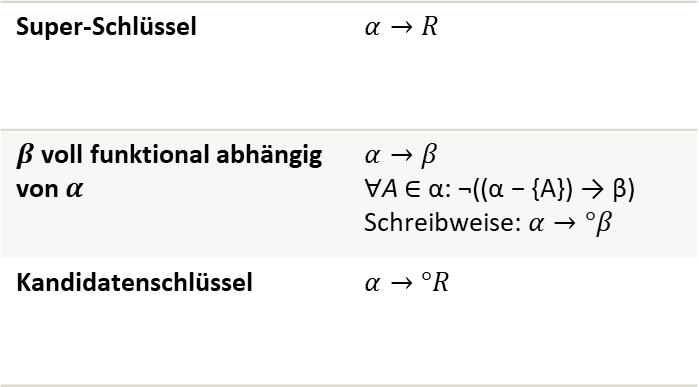 Super-Schlüssel 𝛼 → 𝑅
𝜷 voll funktional abhängig 𝛼 → 𝛽
von 𝜶 ∀𝐴 ∈ α: ¬((α − {A}) → β)
Schreibweise: 𝛼 → °𝛽
Kandidatenschlüssel 𝛼 → °𝑅